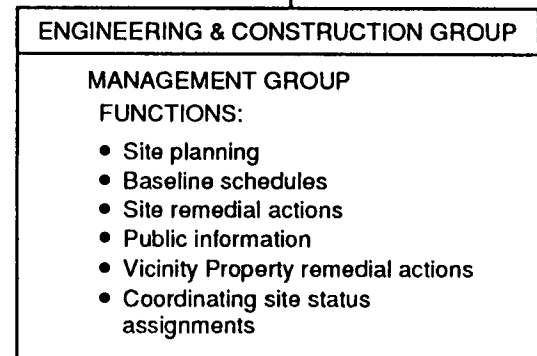 ENGINEERING & CONSTRUCTION GROUP
MANAGEMENT GROUP
FUNCTIONS:
• Site planning
• Baseline schedules
• Site remedial actions
• Public information
• Vicinity Property remedial actions
• Coordinating site status
assignments